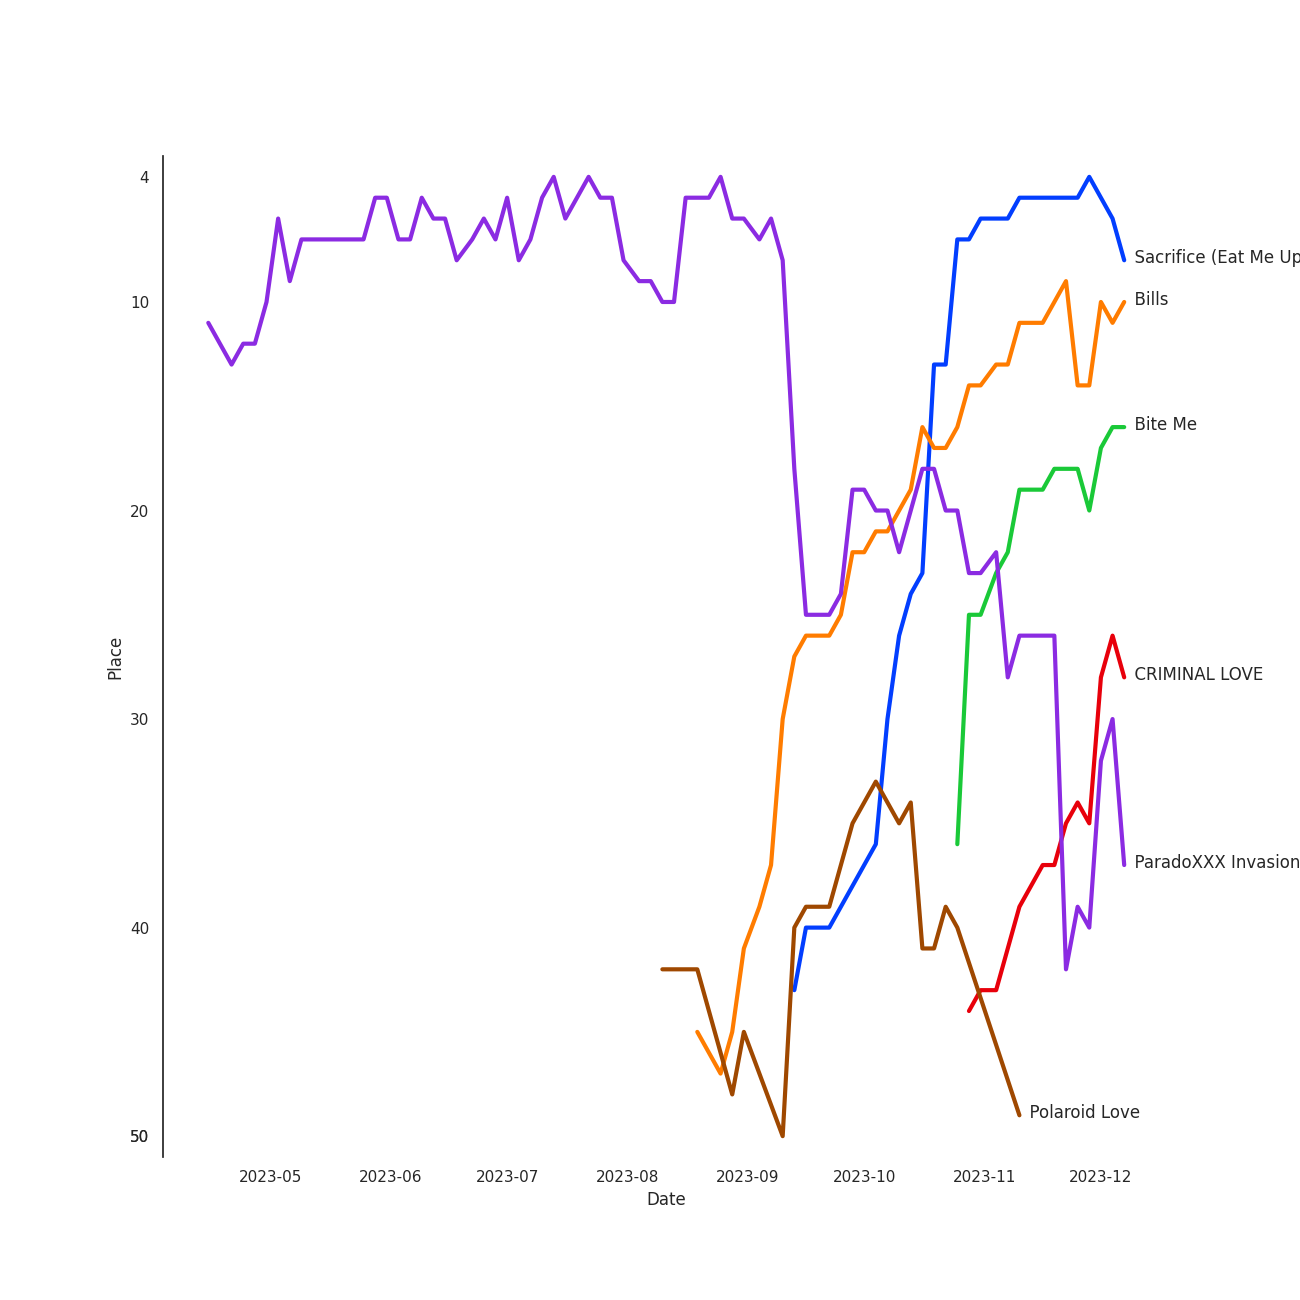 4
10
20
30
40
50
Place
2023-05 2023-06 2023-07 2023-08 2023-09 2023-10 2023-11 2023-12
Date
Sacrifice (Eat Me Up
Bills
Bite Me
CRIMINAL LOVE
ParadoXXX Invasion
Polaroid Love